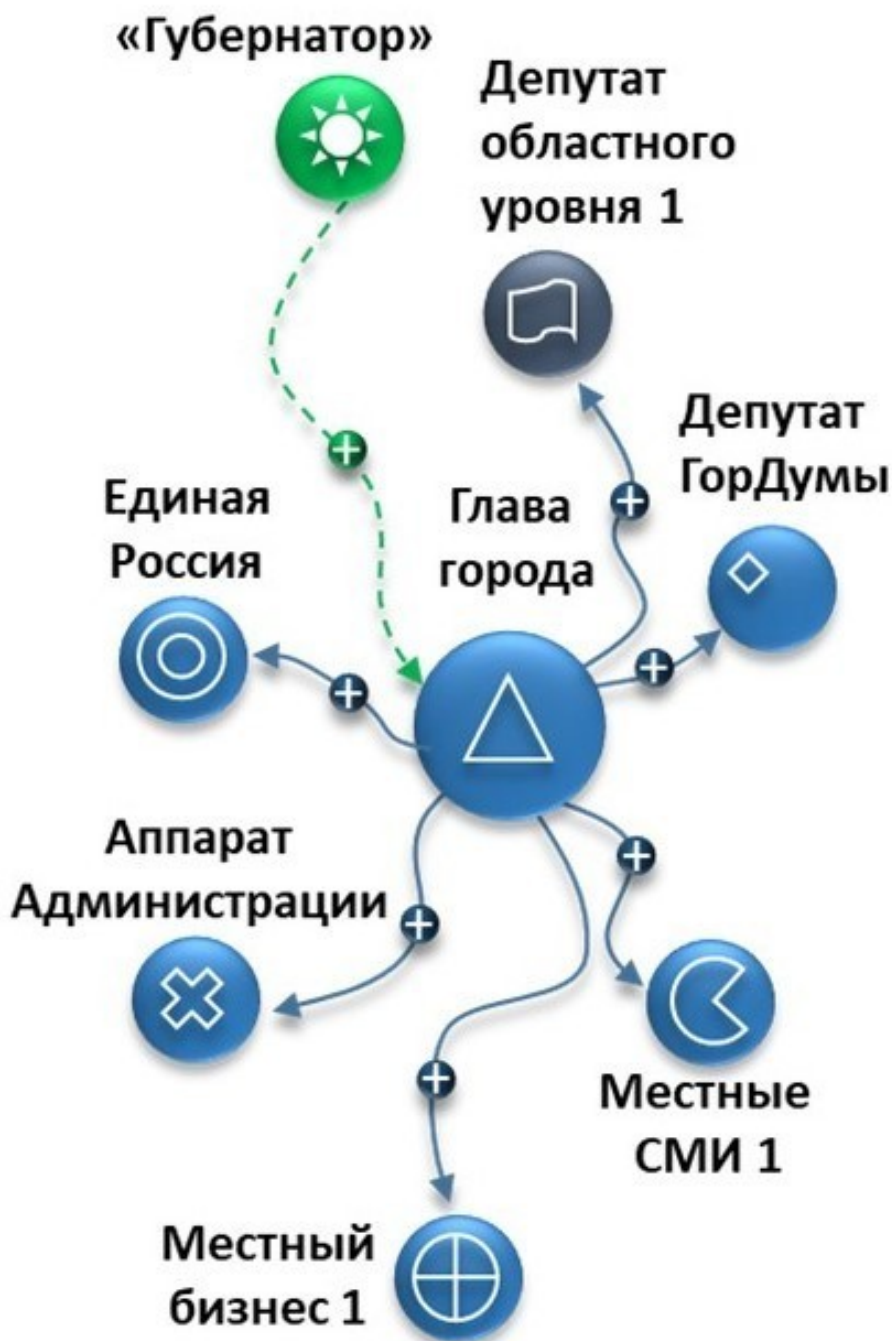 «Губернатор»
Депутат
областного
уровня 1
Депутат
ГорДумы
Глава
города
Единая
Россия
Аппарат
Администрации
Местные
СМИ 1
Местный
бизнес 1